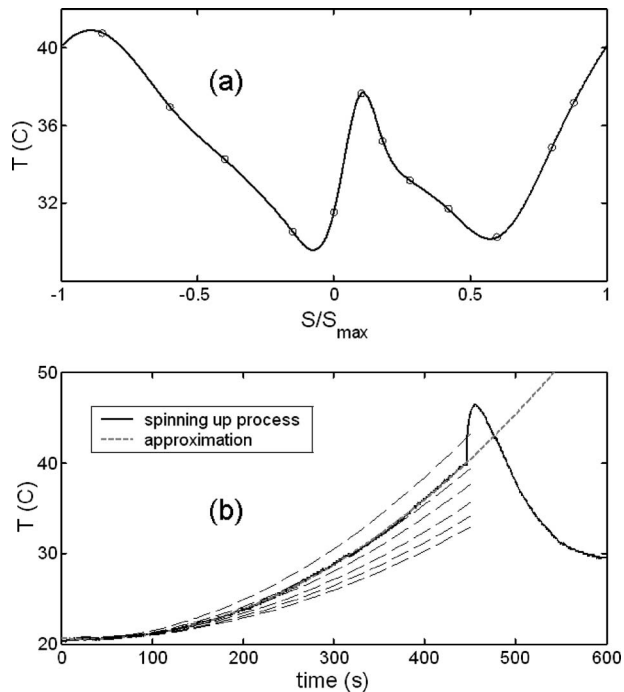 40
36
32
T (C)
(a)
-1 -0.5 0 0.5 1
S/Smax
50
40
30
20
T (C)
spinning up process
approximation
(b)
0 100 200 300 400 500 600
time (s)